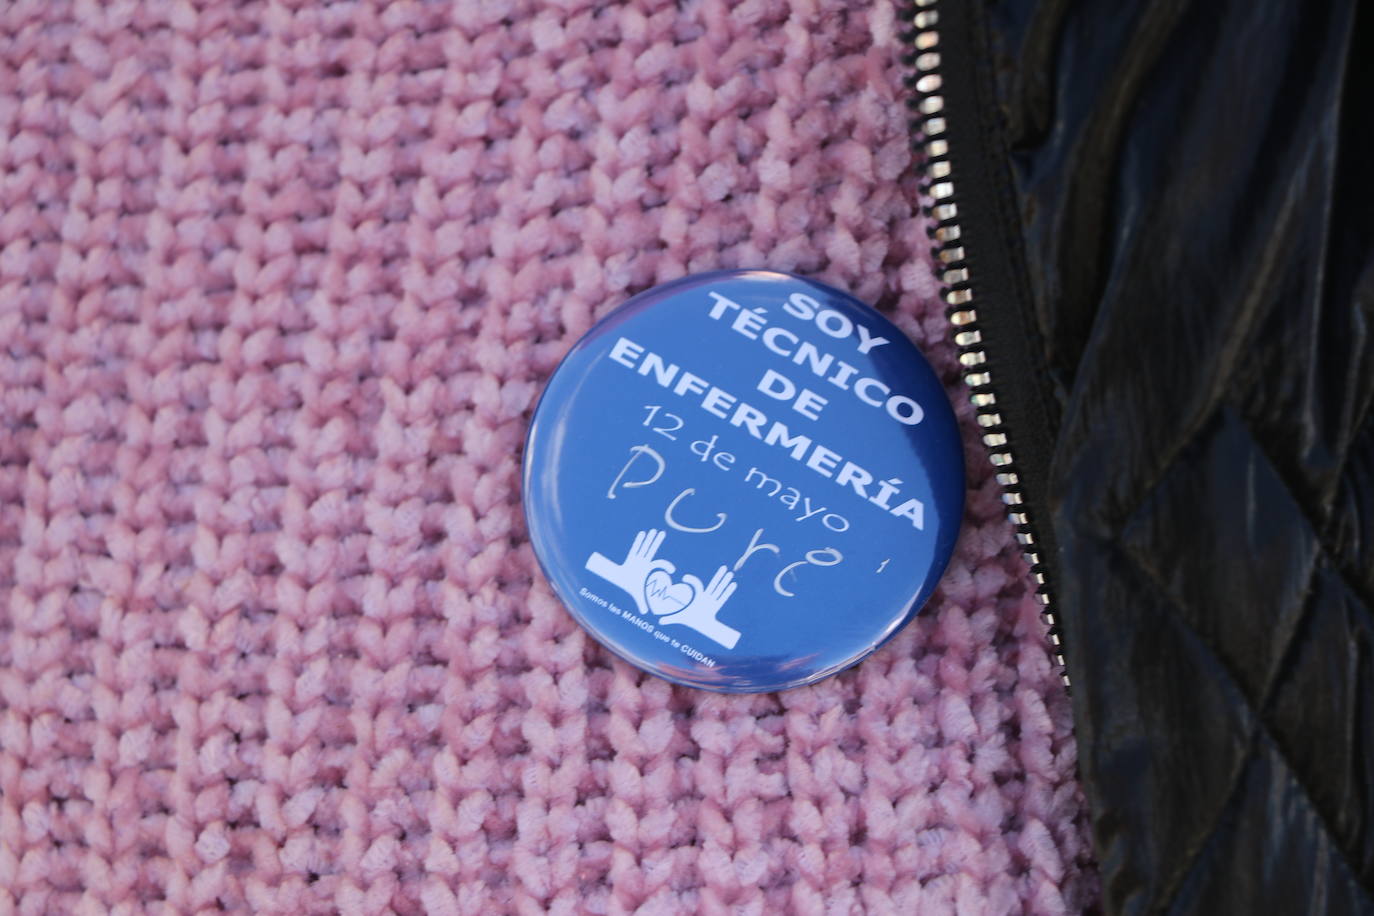 SOY
TÉCNICO
DE
ENFERMERÍA
12 de mayo
Pure
Somos las MANOS que te CUIDAN